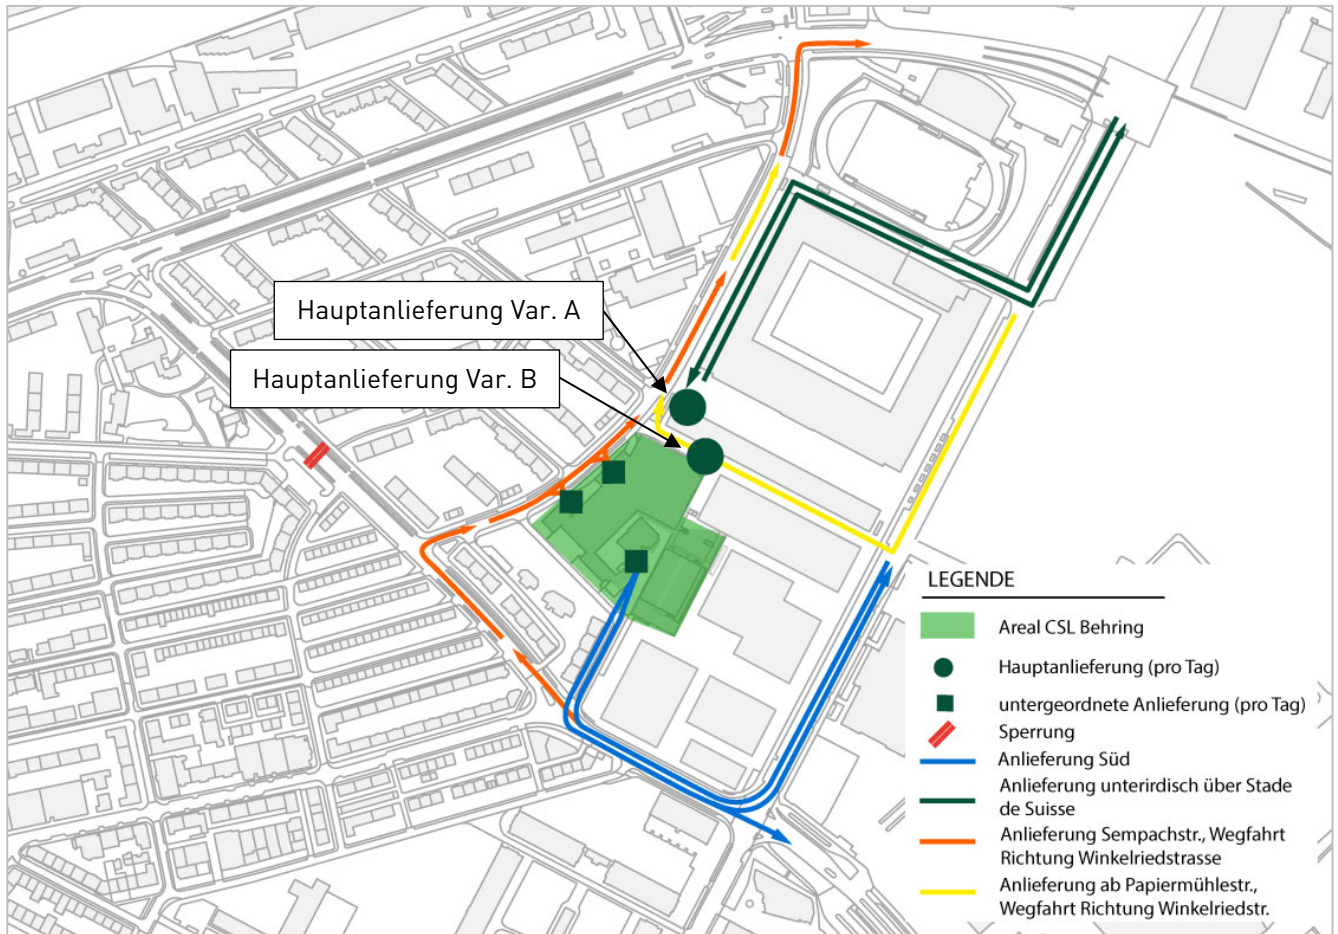 Hauptanlieferung Var. A
Hauptanlieferung Var. B
LEGENDE
Areal CSL Behring
Hauptanlieferung (pro Tag)
untergeordnete Anlieferung (pro Tag)
Sperrung
Anlieferung Süd
Anlieferung unterirdisch über Stade
de Suisse
Anlieferung Sempachstr., Wegfahrt
Richtung Winkelriedstrasse
Anlieferung ab Papiermühlestr.,
Wegfahrt Richtung Winkelriedstr.